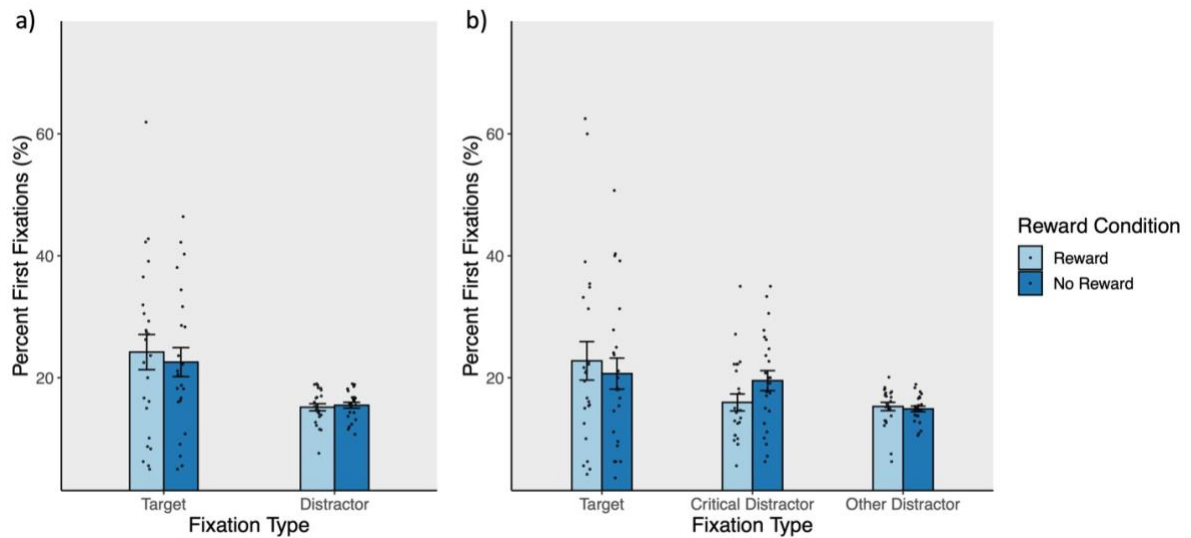 a)
Percent First Fixations (%)
60
40
20
Target Distractor
Fixation Type
b)
Percent First Fixations (%)
60
40
20
Target Critical Distractor Other Distractor
Fixation Type
Reward Condition
Reward
No Reward